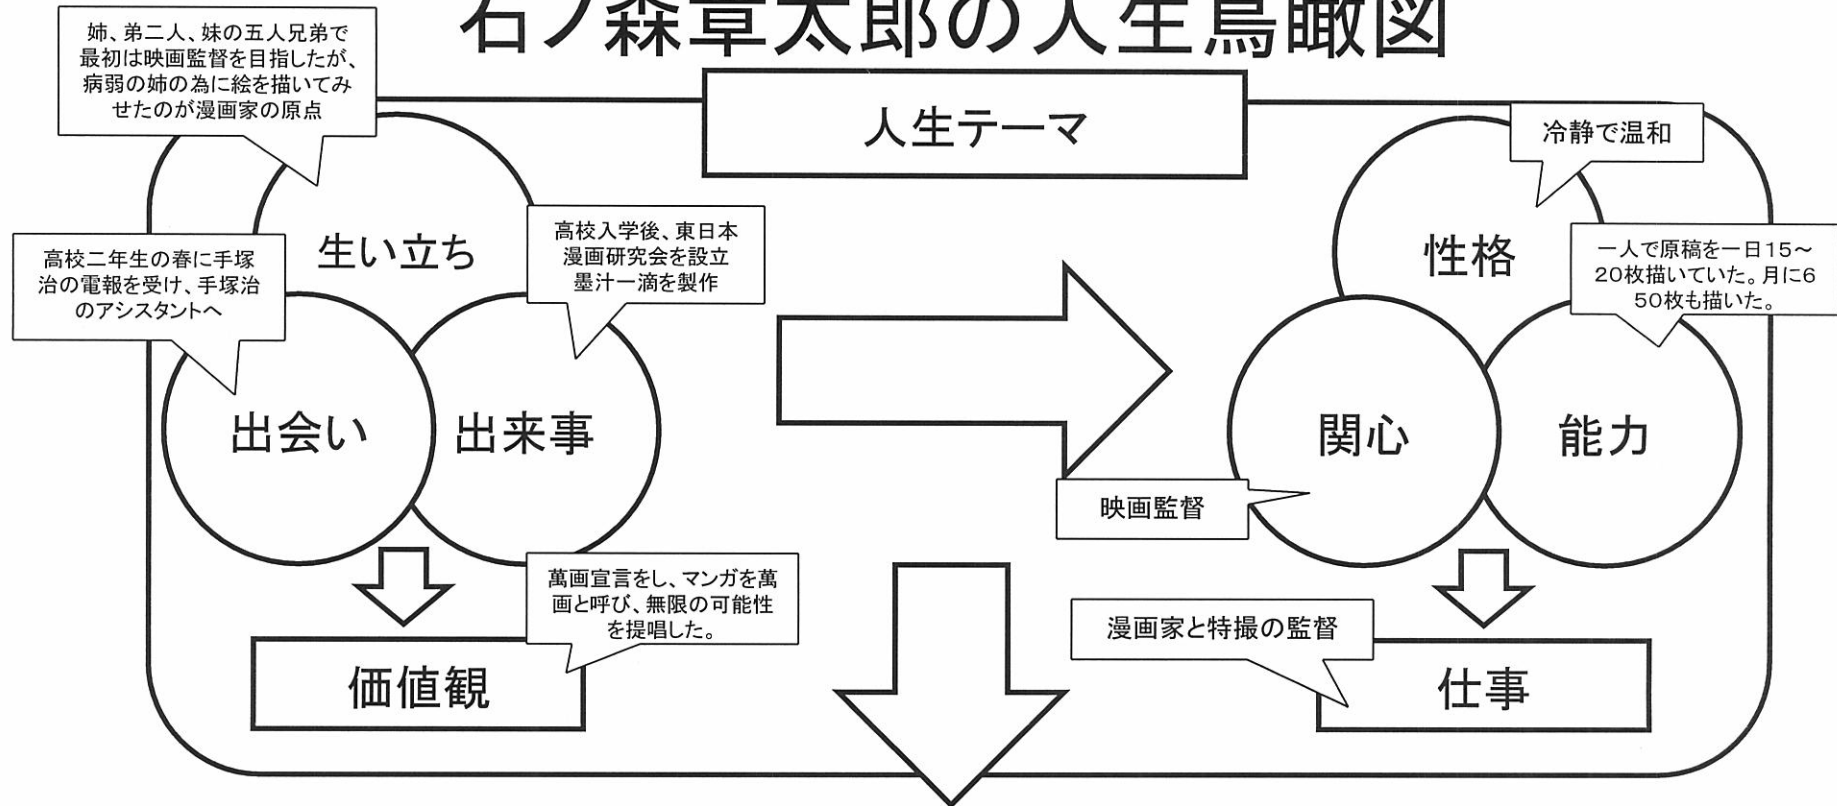 石ノ森章太郎の人生鳥瞰図
姉、弟二人、妹の五人兄弟で
最初は映画監督を目指したが、
病弱の姉の為に絵を描いてみ
せたのが漫画家の原点
人生テーマ
冷静で温和
高校二年生の春に手塚
治の電報を受け、手塚治
のアシスタントへ
生い立ち
高校入学後、東日本
漫画研究会を設立
墨汁一滴を製作
性格
一人で原稿を一日15~
20枚描いていた。月に6
50枚も描いた。
出会い
出来事
関心
能力
映画監督
萬画宣言をし、マンガを萬
画と呼び、無限の可能性
を提唱した。
漫画家と特撮の監督
価値観
仕事